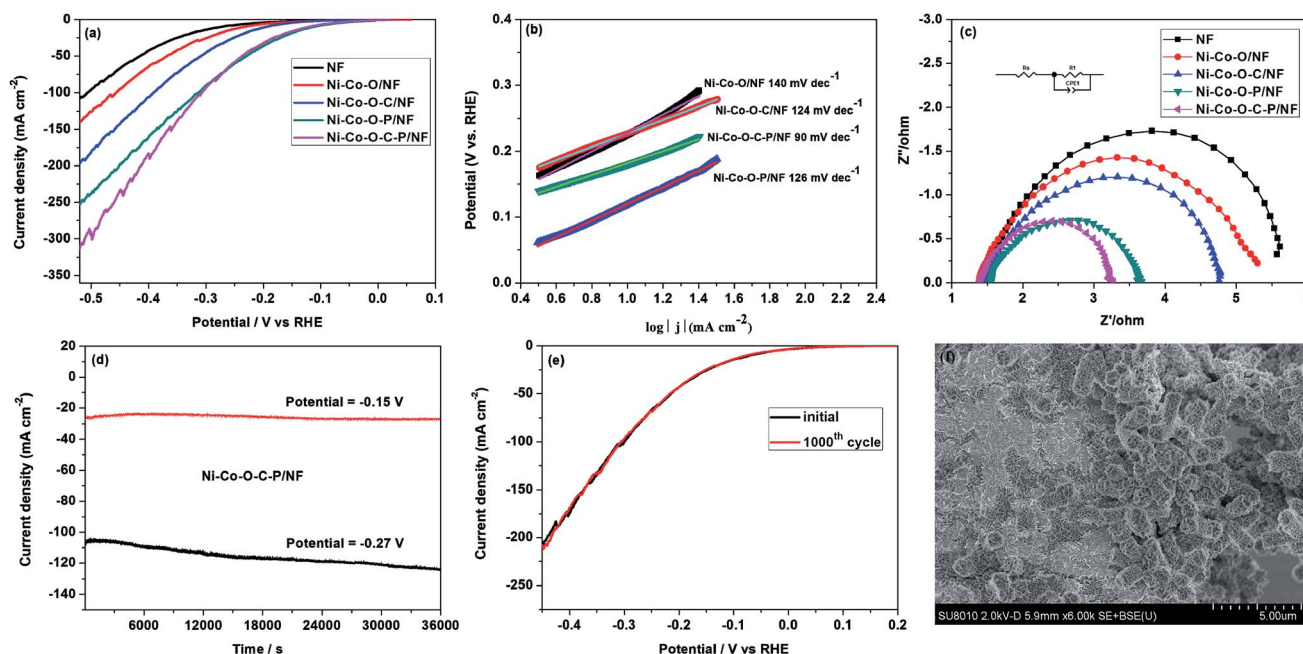 (a)
0
-50
-100
-150
-200
-250
-300
-350
Current density (mA cm-2)
NF
Ni-Co-O/NF
Ni-Co-O-C/NF
Ni-Co-O-P/NF
Ni-Co-O-C-P/NF
-0.5 -0.4 -0.3 -0.2 -0.1 0.0 0.1
Potential / V vs RHE
(b)
0.4
0.3
0.2
0.1
0.0
Potential (V vs. RHE)
Ni-Co-O/NF 140 mV dec-1
Ni-Co-O-C/NF 124 mV dec-1
Ni-Co-O-C-P/NF 90 mV dec-1
Ni-Co-O-P/NF 126 mV dec-1
0.4 0.6 0.8 1.0 1.2 1.4 1.6 1.8 2.0 2.2 2.4
log| j |(mA cm-2)
(c)
-3.0
-2.5
-2.0
-1.5
-1.0
-0.5
0.0
Z''/ohm
Rs
R1
CPE1
NF
Ni-Co-O/NF
Ni-Co-O-C/NF
Ni-Co-O-P/NF
Ni-Co-O-C-P/NF
1 2 3 4 5 6
Z'/ohm
(d)
20
0
-20
-40
-60
-80
-100
-120
-140
Current density (mA cm-2)
Potential = -0.15 V
Ni-Co-O-C-P/NF
Potential = -0.27 V
6000 12000 18000 24000 30000 36000
Time / s
(e)
0
-50
-100
-150
-200
-250
Current density (mA cm-2)
initial
1000th cycle
-0.4 -0.3 -0.2 -0.1 0.0 0.1 0.2
Potential / V vs RHE
(f)
SU8010 2.0kV-D 5.9mm x6.00k SE+BSE(U)
5.00um